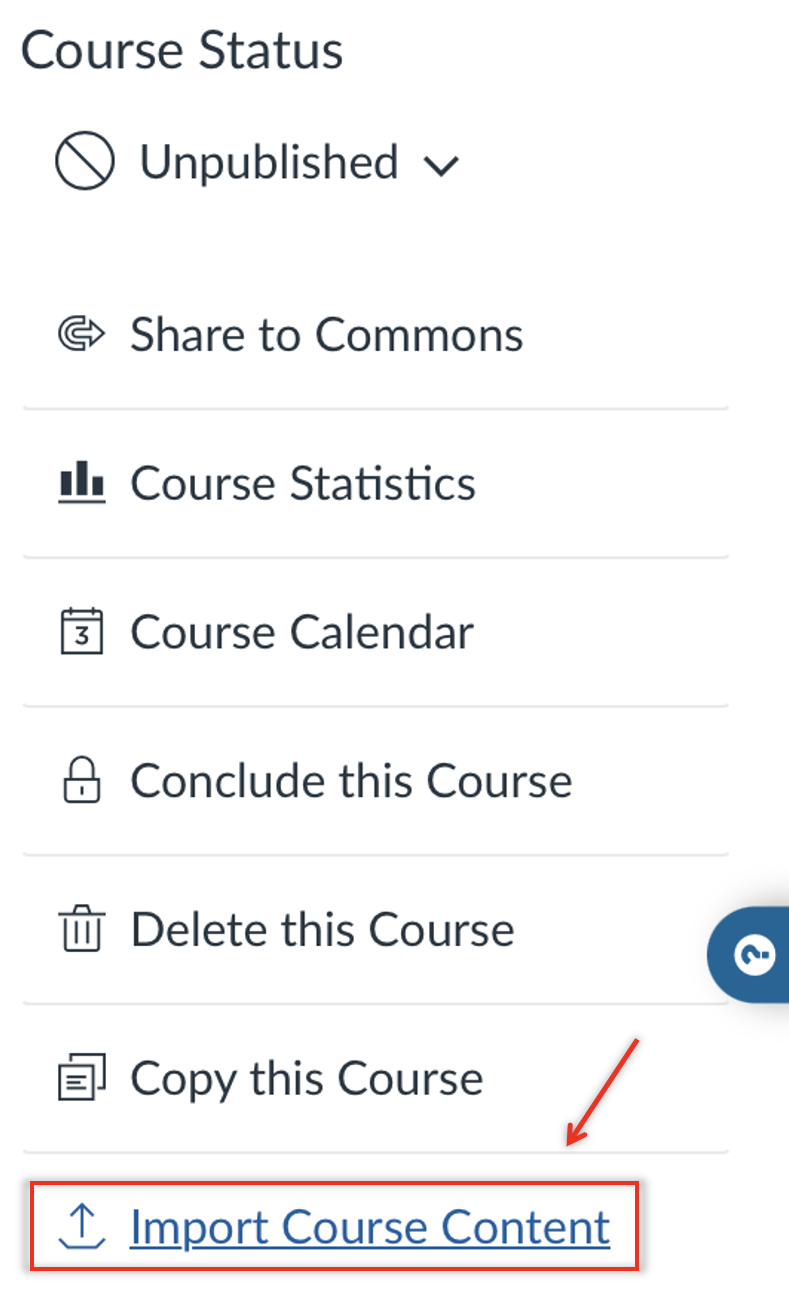 Course Status
Unpublished
Share to Commons
Course Statistics
3 Course Calendar
Conclude this Course
Delete this Course
Copy this Course
Import Course Content